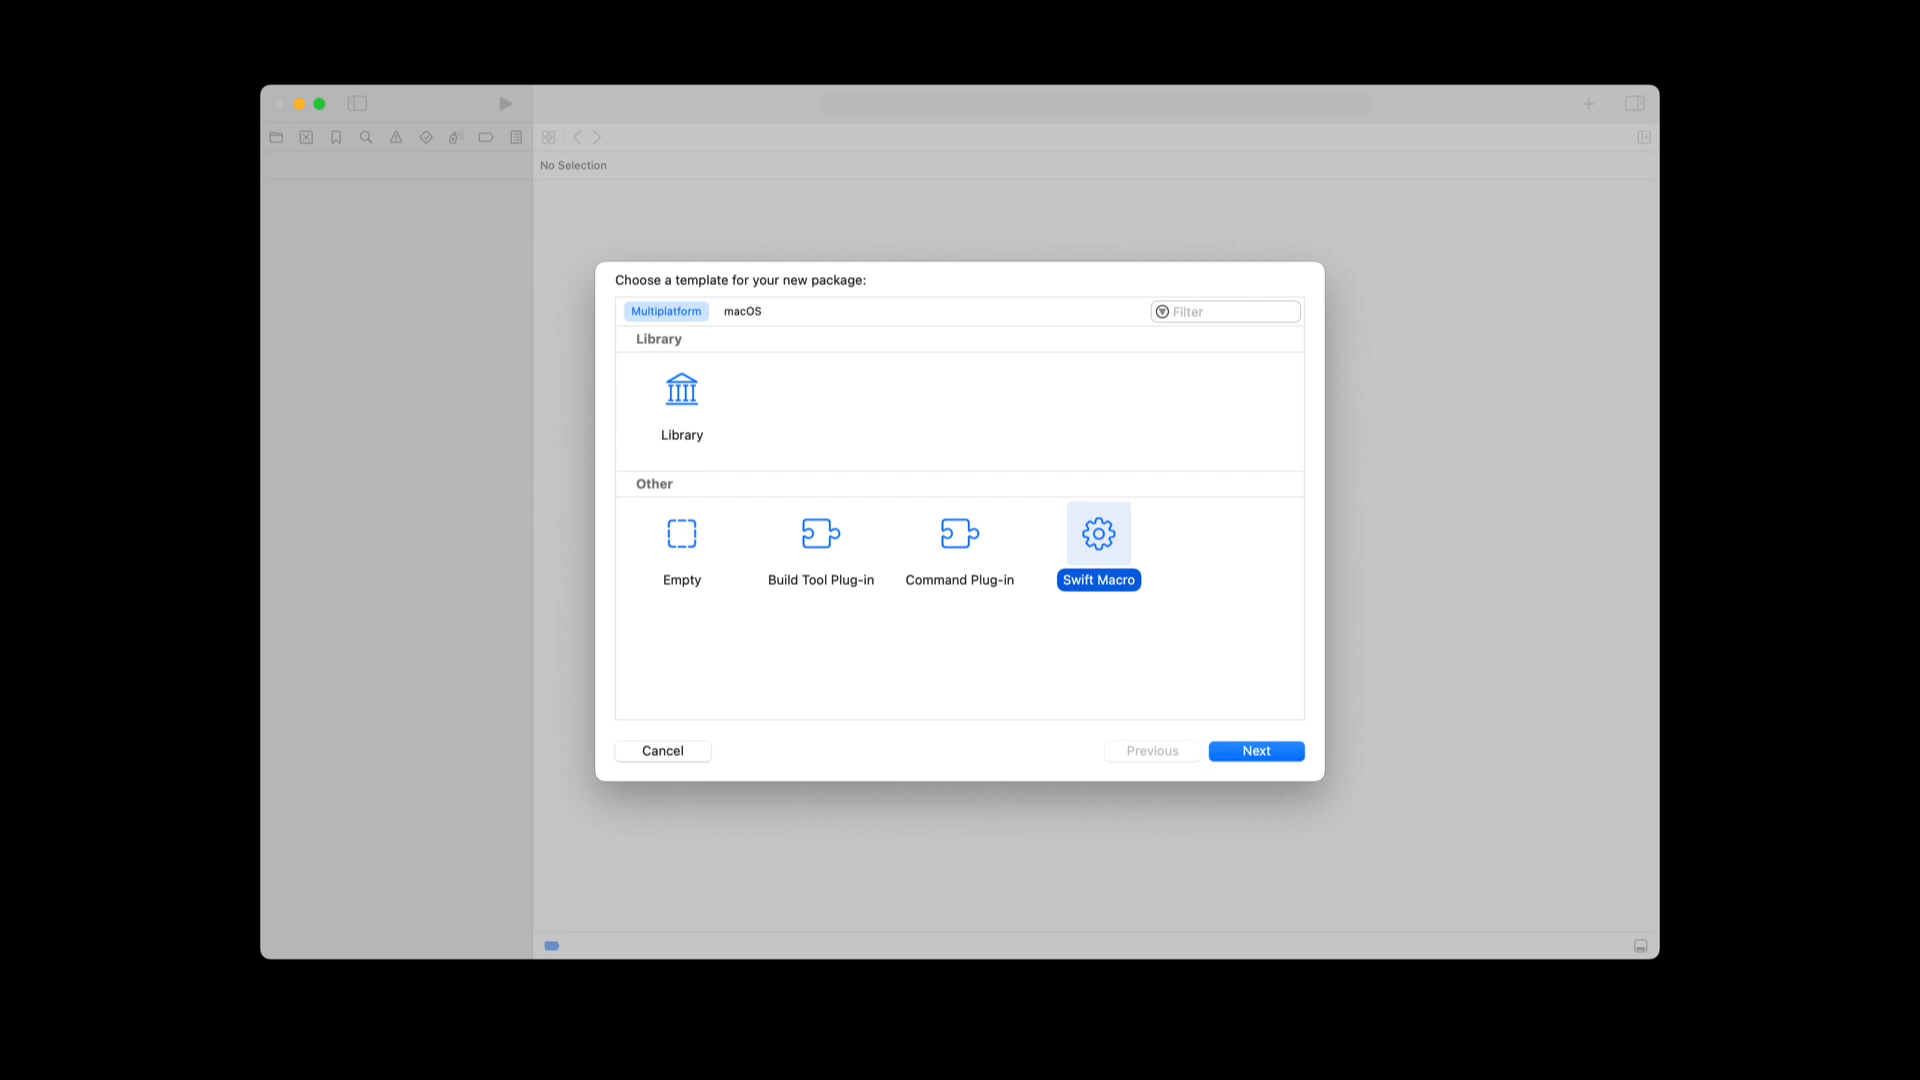 No Selection
Choose a template for your new package:
Multiplatform macOS Filter
Library
Library
Other
Empty Build Tool Plug-in Command Plug-in Swift Macro
Cancel Previous Next